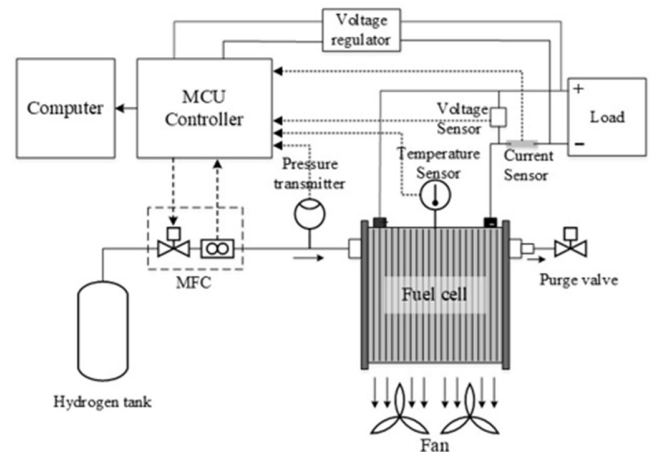 Voltage
regulator
Computer
MCU
Controller
+
Load
-
Voltage
Sensor
Current
Sensor
Temperature
Sensor
Pressure
transmitter
MFC
Fuel cell
Purge valve
Hydrogen tank
Fan